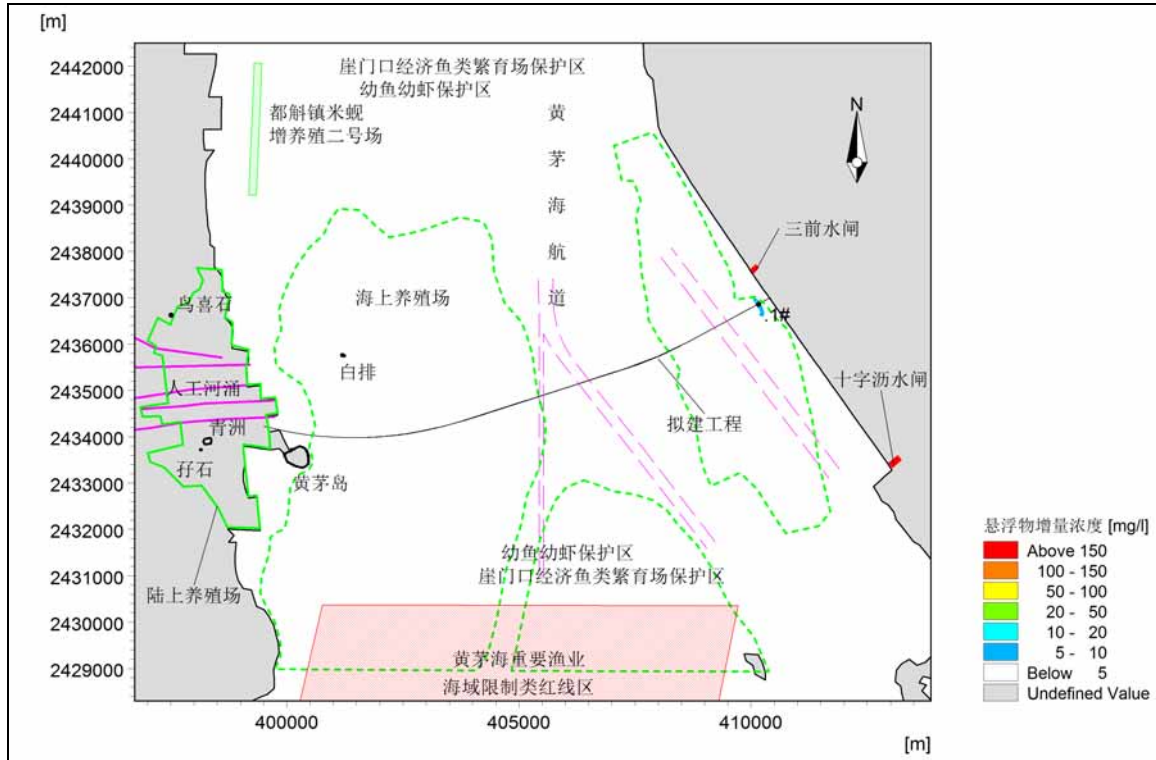 [m]
2442000
2441000
2440000
2439000
2438000
2437000
2436000
2435000
2434000
2433000
2432000
2431000
2430000
2429000
崖门口经济鱼类繁育场保护区
幼鱼幼虾保护区
都斛镇米蚬
增养殖二号场
黄
茅
海
航
道
N
三前水闸
海上养殖场
鸟喜石
1#
白排
人工河涌
十字沥水闸
拟建工程
青洲
孖石
黄茅岛
幼鱼幼虾保护区
崖门口经济鱼类繁育场保护区
陆上养殖场
黄茅海重要渔业
海域限制类红线区
400000
405000
410000
[m]
悬浮物增量浓度 [mg/l]
Above 150
100 - 150
50 - 100
20 - 50
10 - 20
5 - 10
Below 5
Undefined Value